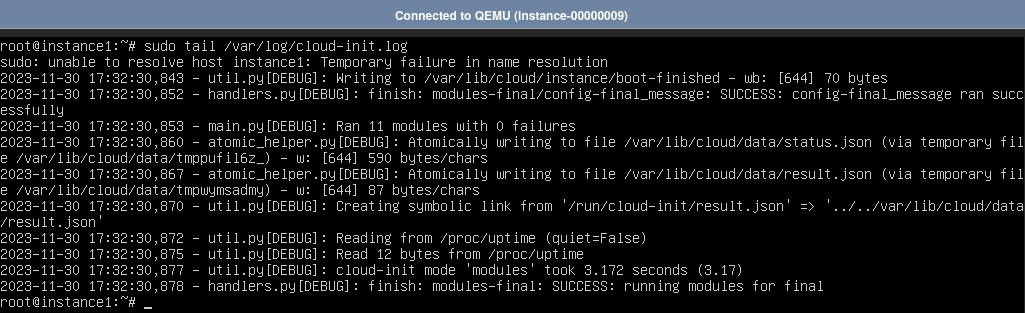 Connected to QEMU (instance-00000009)
root@instance1:~# sudo tail /var/log/cloud-init.log
sudo: unable to resolve host instance1: Temporary failure in name resolution
2023-11-30 17:32:30,843 - util.py[DEBUG]: Writing to /var/lib/cloud/instance/boot-finished - wb: [644] 70 bytes
2023-11-30 17:32:30,852 - handlers.py[DEBUG]: finish: modules-final/config-final_message: SUCCESS: config-final_message ran succ
essfully
2023-11-30 17:32:30,853 - main.py[DEBUG]: Ran 11 modules with 0 failures
2023-11-30 17:32:30,860 - atomic_helper.py[DEBUG]: Atomically writing to file /var/lib/cloud/data/status.json (via temporary fil
e /var/lib/cloud/data/tmppufil6z_) - w: [644] 590 bytes/chars
2023-11-30 17:32:30,867 - atomic_helper.py[DEBUG]: Atomically writing to file /var/lib/cloud/data/result.json (via temporary fil
e /var/lib/cloud/data/tmpwymsadmy) - w: [644] 87 bytes/chars
2023-11-30 17:32:30,870 - util.py[DEBUG]: Creating symbolic link from '/run/cloud-init/result.json' => '../../var/lib/cloud/data
/result.json'
2023-11-30 17:32:30,872 - util.py[DEBUG]: Reading from /proc/uptime (quiet=False)
2023-11-30 17:32:30,875 - util.py[DEBUG]: Read 12 bytes from /proc/uptime
2023-11-30 17:32:30,877 - util.py[DEBUG]: cloud-init mode 'modules' took 3.172 seconds (3.17)
2023-11-30 17:32:30,878 - handlers.py[DEBUG]: finish: modules-final: SUCCESS: running modules for final
root@instance1:~# _